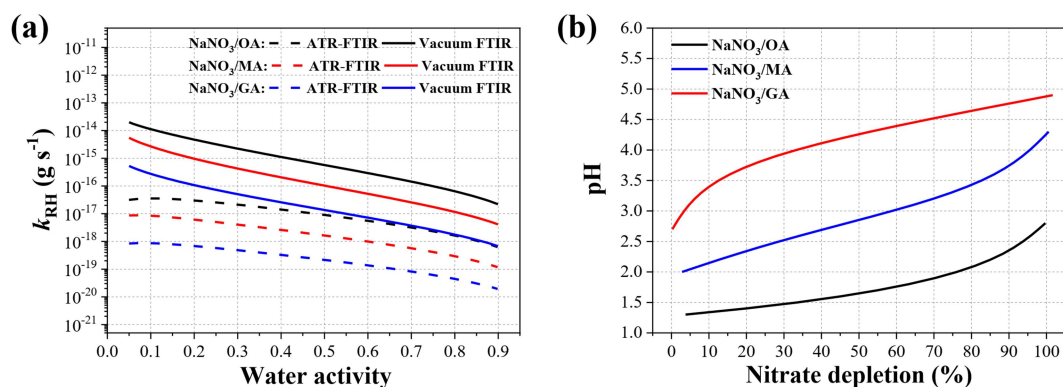 (a)
NaNO₃/OA: ATR-FTIR Vacuum FTIR
NaNO₃/MA: ATR-FTIR Vacuum FTIR
NaNO₃/GA: ATR-FTIR Vacuum FTIR
10⁻¹¹
10⁻¹²
10⁻¹³
10⁻¹⁴
10⁻¹⁵
10⁻¹⁶
10⁻¹⁷
10⁻¹⁸
10⁻¹⁹
10⁻²⁰
10⁻²¹
k_RH (g s⁻¹)
0.0 0.1 0.2 0.3 0.4 0.5 0.6 0.7 0.8 0.9
Water activity
(b)
NaNO₃/OA
NaNO₃/MA
NaNO₃/GA
6.0
5.5
5.0
4.5
4.0
3.5
3.0
2.5
2.0
1.5
1.0
pH
0 10 20 30 40 50 60 70 80 90 100
Nitrate depletion (%)